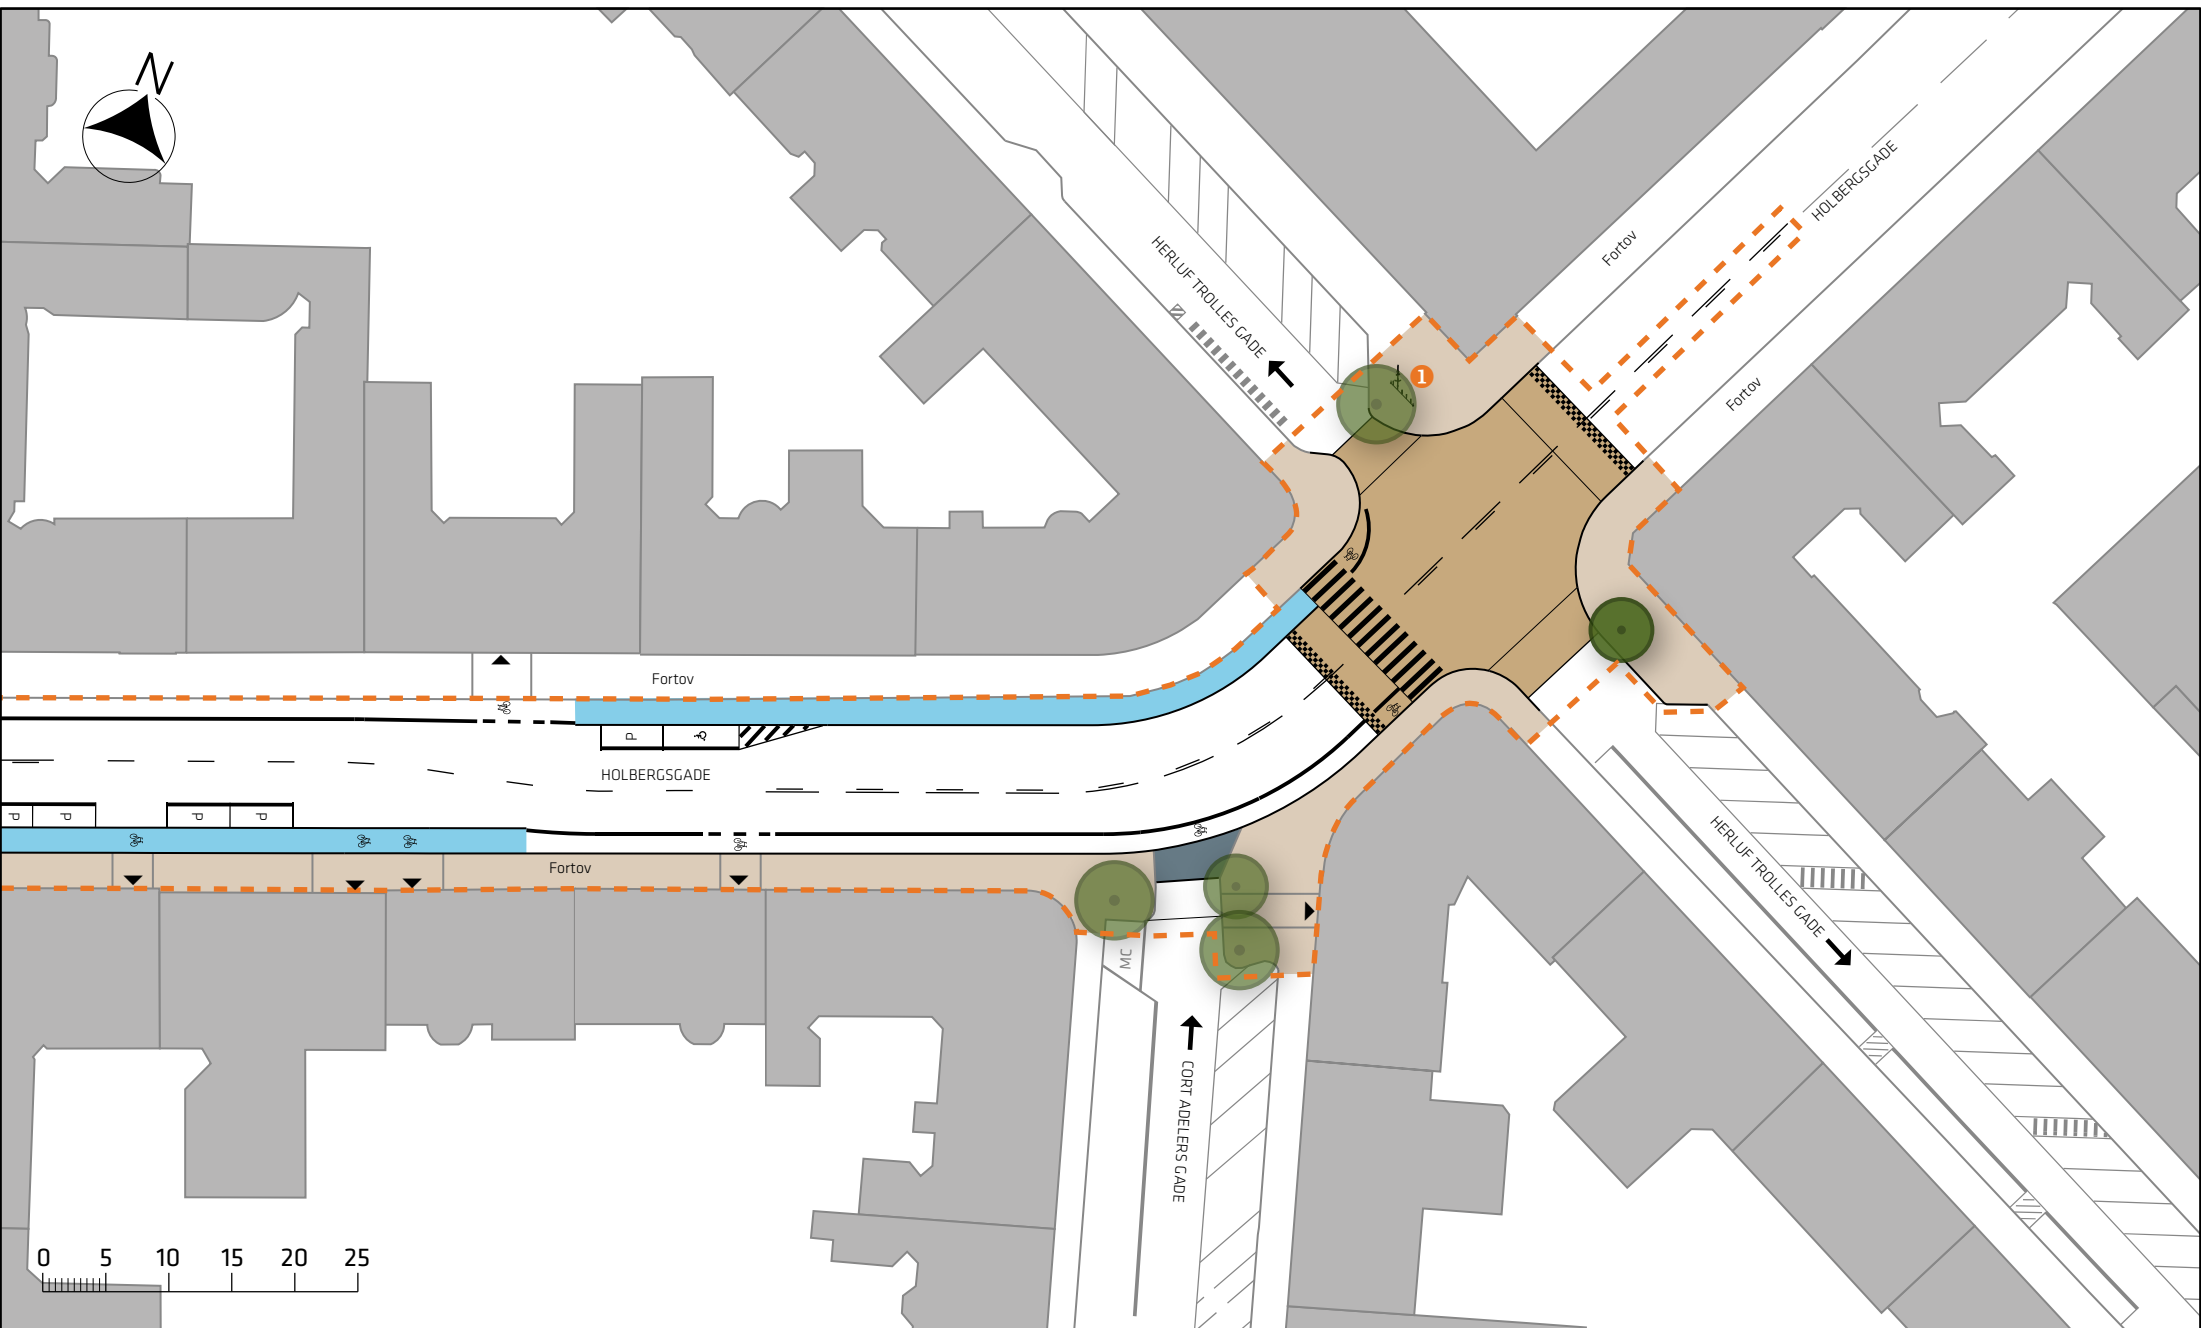 N
HERLUF TROLLES GADE
1
Fortov
HOLBERGSGADE
Fortov
Fortov
P
HOLBERGSGADE
P
P
P
P
Fortov
MC
HERLUF TROLLES GADE
CORT ADELERS GADE
0 5 10 15 20 25